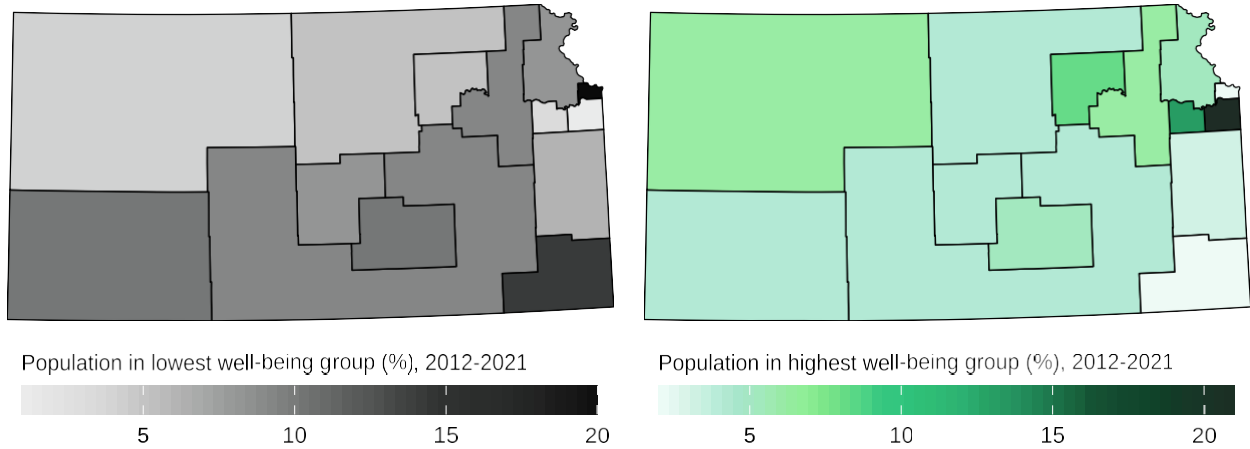 Population in lowest well-being group (%), 2012-2021
5 10 15 20
Population in highest well-being group (%), 2012-2021
5 10 15 20